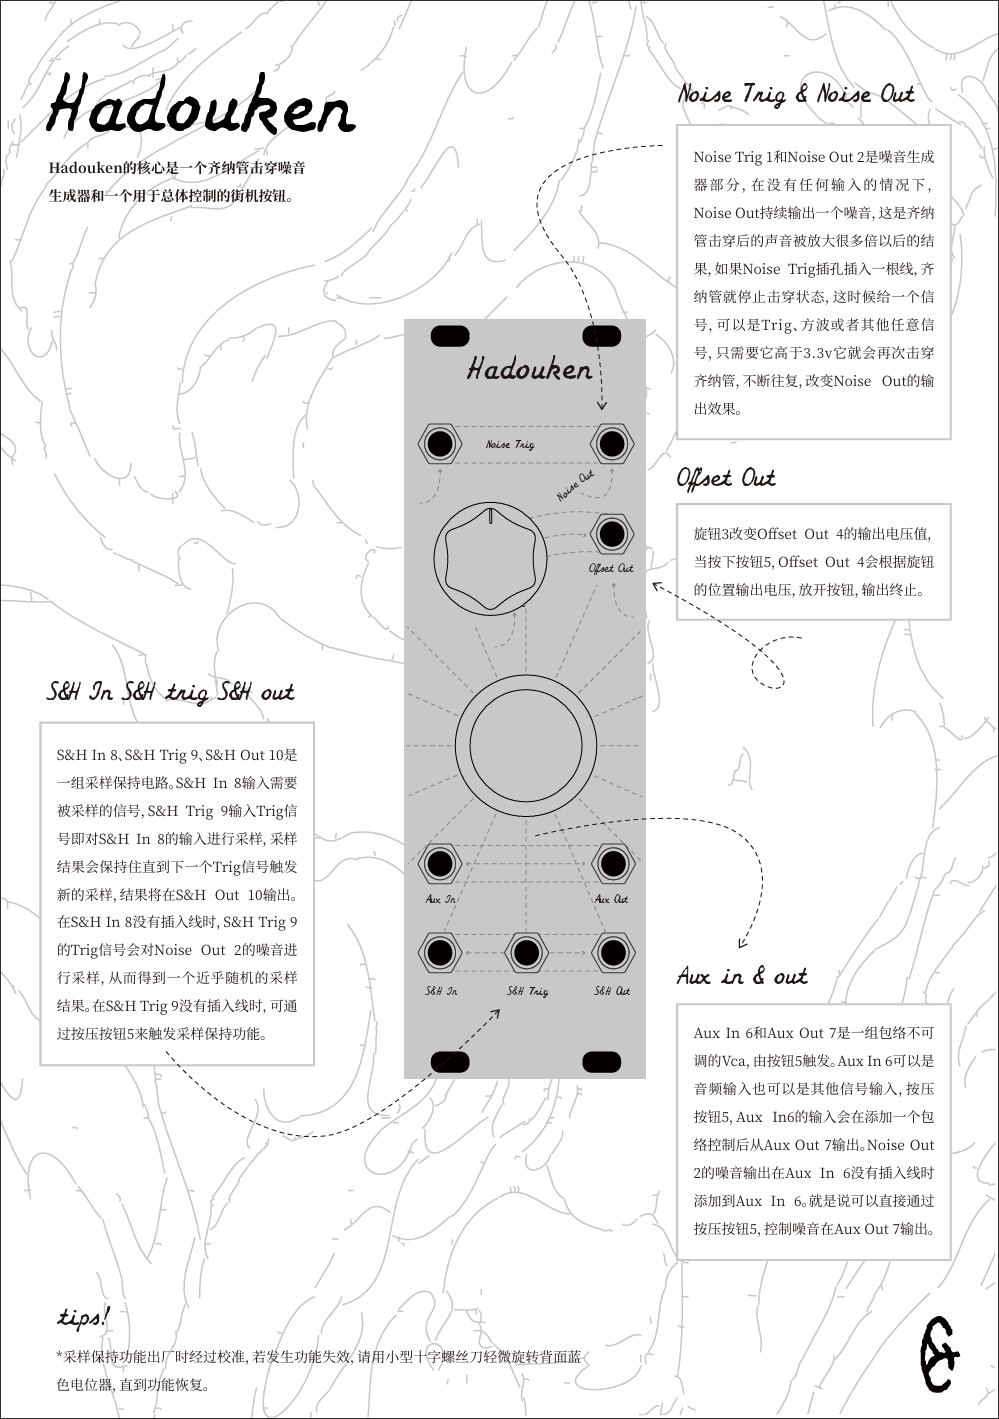 Hadouken
Hadouken的核心是一个齐纳管击穿噪音
生成器和一个用于总体控制的街机按钮。
Noise Trig & Noise Out
Noise Trig 1和Noise Out 2是噪音生成
器部分, 在没有任何输入的情况下,
Noise Out持续输出一个噪音, 这是齐纳
管击穿后的声音被放大很多倍以后的结
果, 如果Noise Trig插孔插入一根线, 齐
纳管就停止击穿状态, 这时候给一个信
号, 可以是Trig、方波或者其他任意信
号, 只需要它高于3.3v它就会再次击穿
齐纳管, 不断往复, 改变Noise Out的输
出效果。
Offset Out
旋钮3改变Offset Out 4的输出电压值,
当按下按钮5, Offset Out 4会根据旋钮
的位置输出电压, 放开按钮, 输出终止。
Hadouken
Noise Trig
Noise Out
Offset Out
Aux In
Aux Out
S&H In
S&H Trig
S&H Out
S&H In S&H trig S&H out
S&H In 8、S&H Trig 9、S&H Out 10是
一组采样保持电路。S&H In 8输入需要
被采样的信号, S&H Trig 9输入Trig信
号即对S&H In 8的输入进行采样, 采样
结果会保持住直到下一个Trig信号触发
新的采样, 结果将在S&H Out 10输出。
在S&H In 8没有插入线时, S&H Trig 9
的Trig信号会对Noise Out 2的噪音进
行采样, 从而得到一个近乎随机的采样
结果。在S&H Trig 9没有插入线时, 可通
过按压按钮5来触发采样保持功能。
Aux in & out
Aux In 6和Aux Out 7是一组包络不可
调的Vca, 由按钮5触发。Aux In 6可以是
音频输入也可以是其他信号输入, 按压
按钮5, Aux In6的输入会在添加一个包
络控制后从Aux Out 7输出。Noise Out
2的噪音输出在Aux In 6没有插入线时
添加到Aux In 6。就是说可以直接通过
按压按钮5, 控制噪音在Aux Out 7输出。
tips!
*采样保持功能出厂时经过校准, 若发生功能失效, 请用小型十字螺丝刀轻微旋转背面蓝
色电位器, 直到功能恢复。